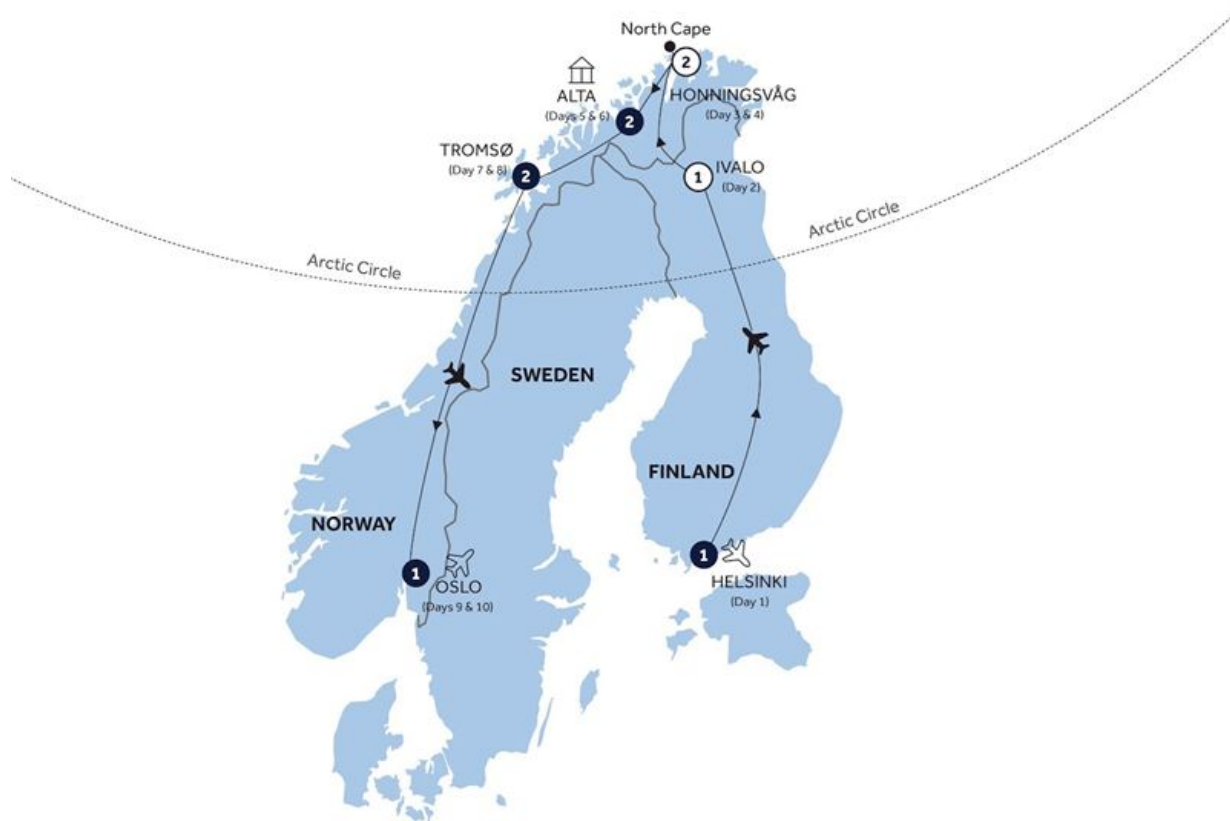 North Cape
2
ALTA
(Days 5 & 6)
2
HONNINGSVÅG
(Day 3 & 4)
TROMSØ
(Day 7 & 8)
2
1
IVALO
(Day 2)
Arctic Circle
Arctic Circle
SWEDEN
FINLAND
NORWAY
1
OSLO
(Days 9 & 10)
1
HELSINKI
(Day 1)